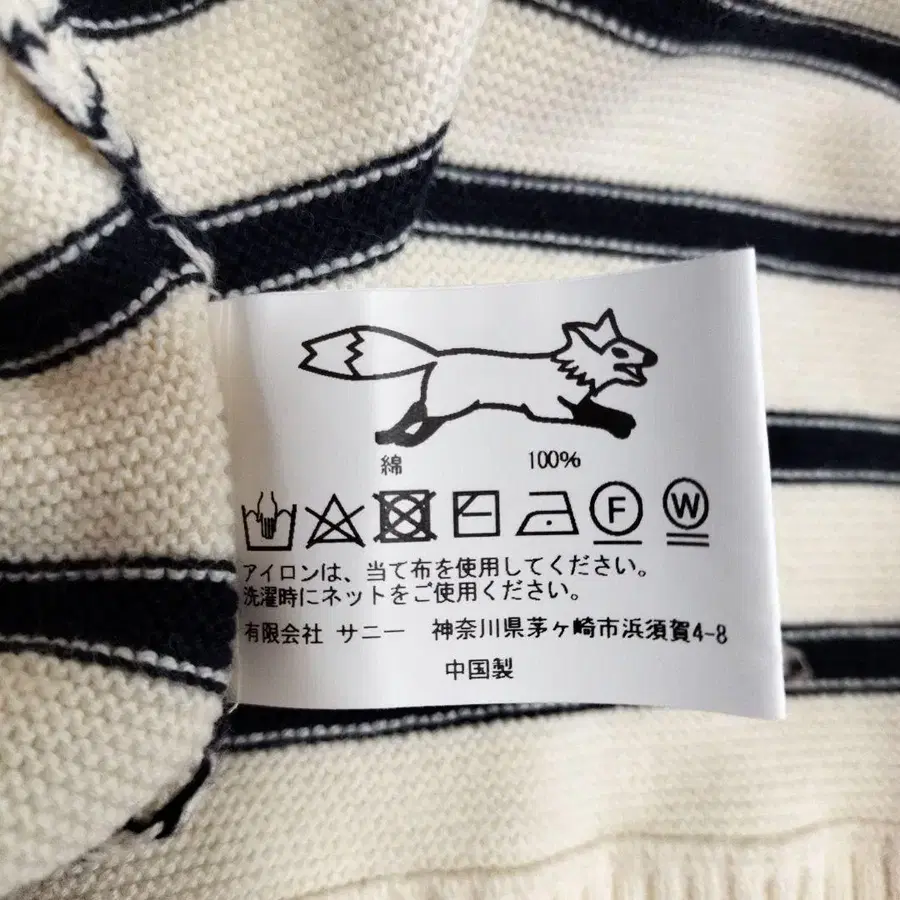 綿 100%
F W
アイロンは、当て布を使用してください。
洗濯時にネットをご使用ください。
有限会社 サニー 神奈川県茅ヶ崎市浜須賀4-8
中国製